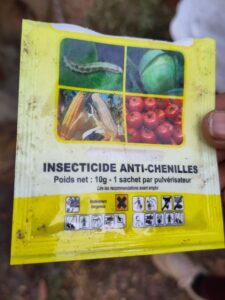 INSECTICIDE ANTI-CHENILLES
Poids net : 10g - 1 sachet par pulvérisateur
Lire les recommandations avant emploi